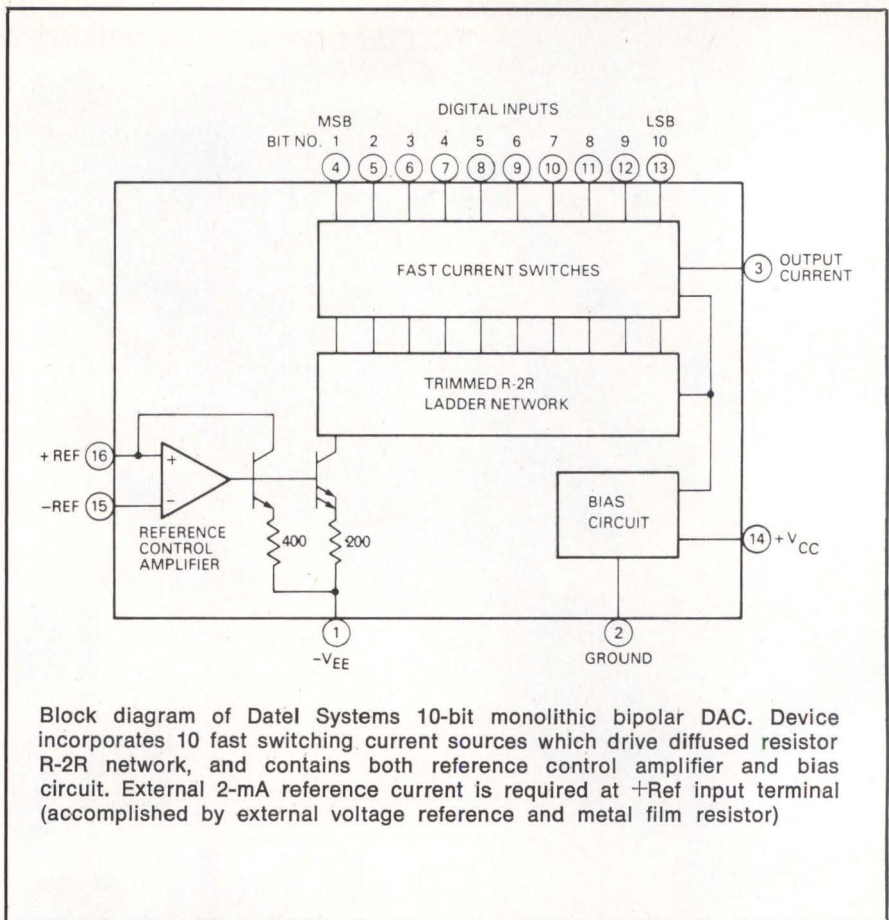 DIGITAL INPUTS
MSB LSB
BIT NO. 1 2 3 4 5 6 7 8 9 10
4 5 6 7 8 9 10 11 12 13
FAST CURRENT SWITCHES
3 OUTPUT
CURRENT
TRIMMED R-2R
LADDER NETWORK
+ REF 16
+
−REF 15
−
REFERENCE
CONTROL
AMPLIFIER
400
200
BIAS
CIRCUIT
14 +VCC
1
−VEE
2
GROUND
Block diagram of Datel Systems 10-bit monolithic bipolar DAC. Device
incorporates 10 fast switching current sources which drive diffused resistor
R-2R network, and contains both reference control amplifier and bias
circuit. External 2-mA reference current is required at +Ref input terminal
(accomplished by external voltage reference and metal film resistor)